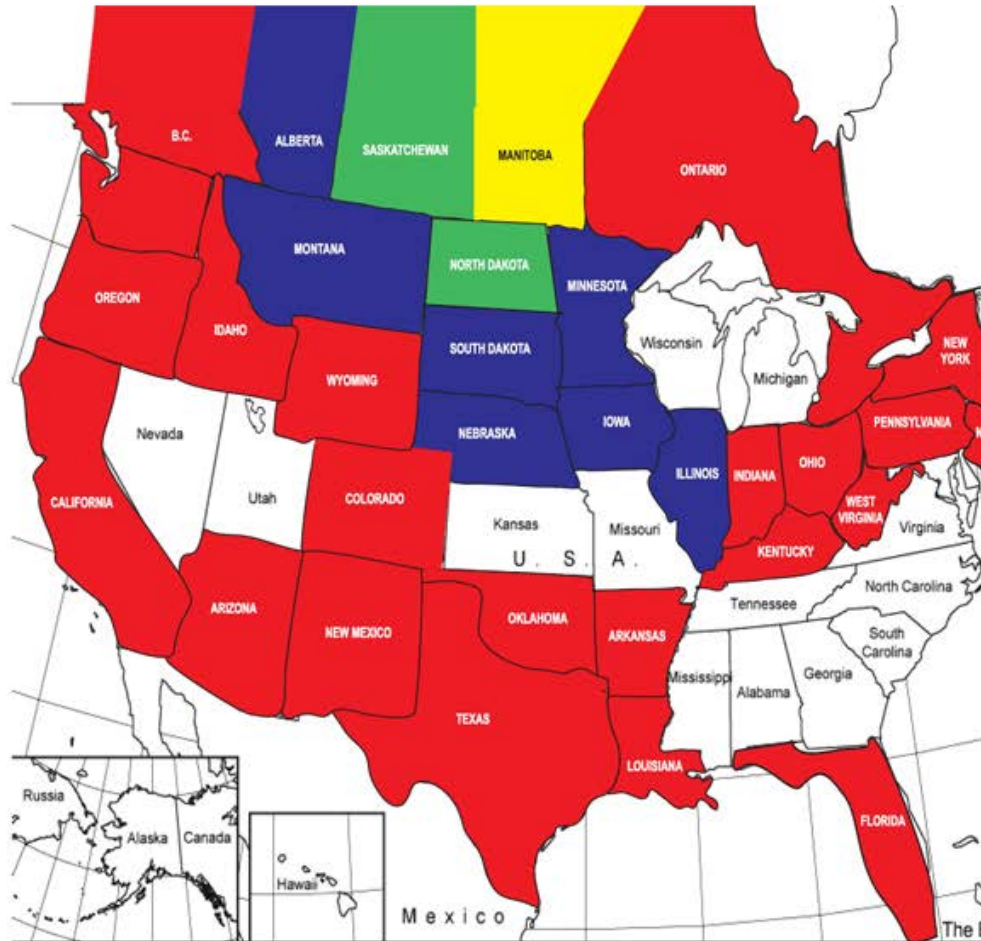 B.C.
ALBERTA
SASKATCHEWAN
MANITOBA
ONTARIO
MONTANA
NORTH DAKOTA
MINNESOTA
OREGON
IDAHO
SOUTH DAKOTA
Wisconsin
NEW
YORK
WYOMING
Michigan
Nevada
NEBRASKA
IOWA
PENNSYLVANIA
N
CALIFORNIA
Utah
COLORADO
ILLINOIS
INDIANA
OHIO
WEST
VIRGINIA
Kansas
Missouri
Virginia
U. S. A.
KENTUCKY
ARIZONA
NEW MEXICO
OKLAHOMA
ARKANSAS
Tennessee
North Carolina
South
Carolina
Mississippi
Alabama
Georgia
TEXAS
LOUISIANA
FLORIDA
Russia
Alaska
Canada
Hawaii
Mexico
The